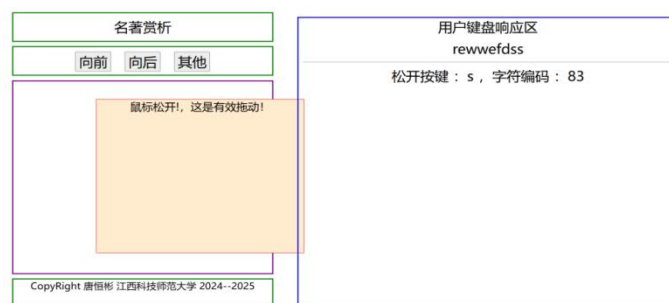 名著赏析
向前 向后 其他
鼠标松开!，这是有效拖动！
CopyRight 唐恒彬 江西科技师范大学 2024--2025
用户键盘响应区
rewwefdss
松开按键 ：s ，字符编码 ：83